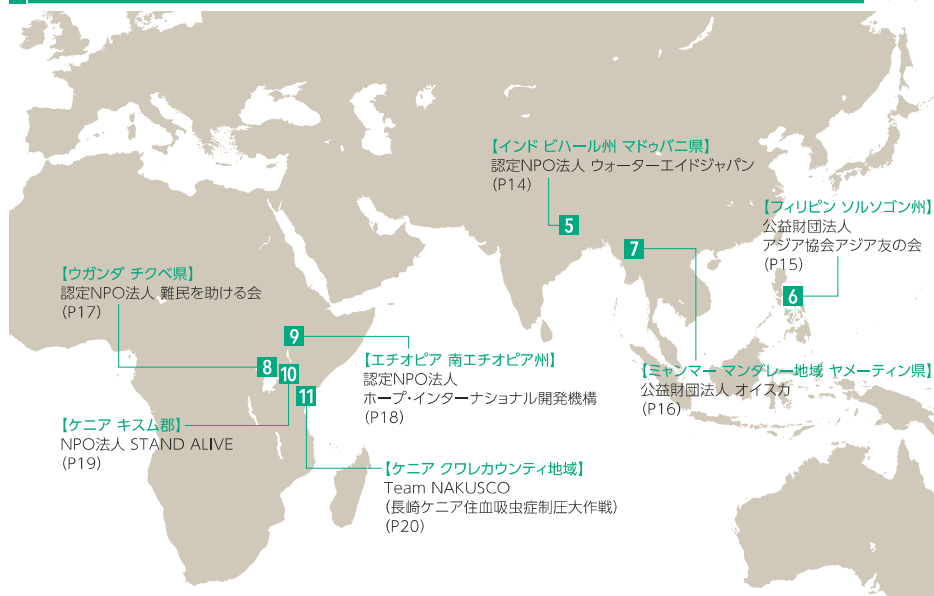 【インド ビハール州 マドゥバニ県】
認定NPO法人 ウォーターエイドジャパン
(P14)
5
【フィリピン ソルソゴン州】
公益財団法人
アジア協会アジア友の会
(P15)
6
7
【ミャンマー マンダレー地域 ヤメーティン県】
公益財団法人 オイスカ
(P16)
【ウガンダ チクベ県】
認定NPO法人 難民を助ける会
(P17)
8
9
【エチオピア 南エチオピア州】
認定NPO法人
ホープ・インターナショナル開発機構
(P18)
10
【ケニア キスム郡】
NPO法人 STAND ALIVE
(P19)
11
【ケニア クワレカウンティ地域】
Team NAKUSCO
(長崎ケニア住血吸虫症制圧大作戦)
(P20)